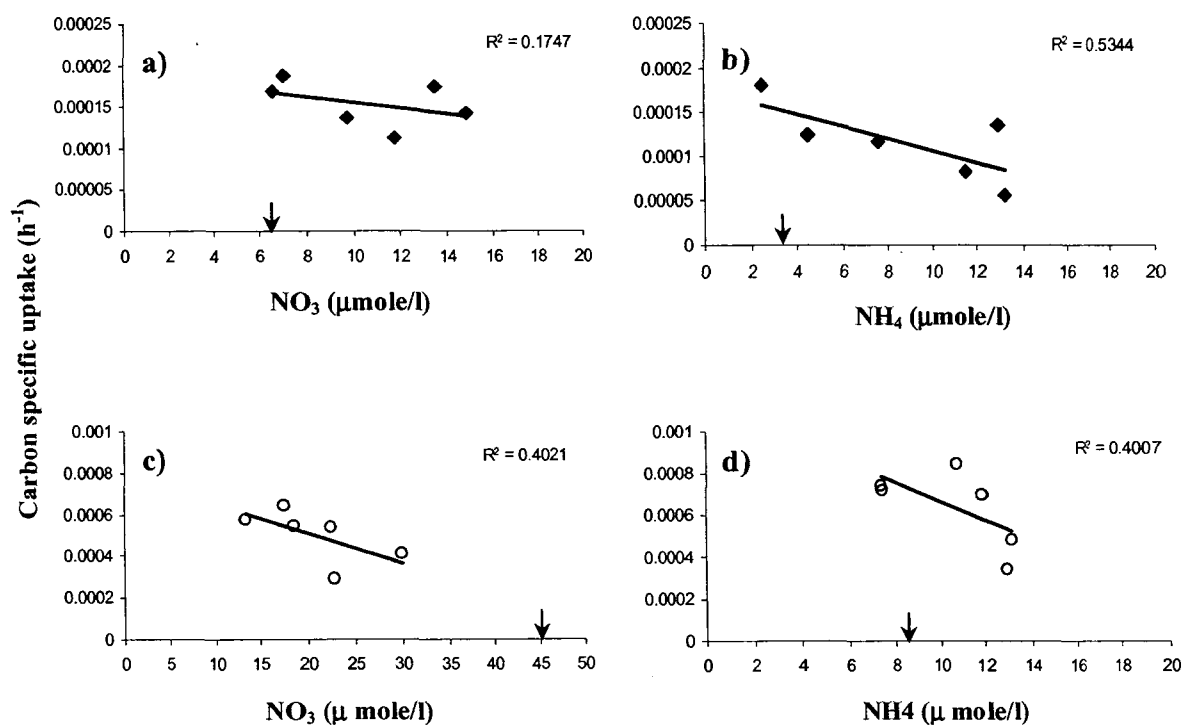 Carbon specific uptake (h⁻¹)
a)
R² = 0.1747
0.00025
0.0002
0.00015
0.0001
0.00005
0
0 2 4 6 8 10 12 14 16 18 20
NO₃ (µmole/l)
b)
R² = 0.5344
0.00025
0.0002
0.00015
0.0001
0.00005
0
0 2 4 6 8 10 12 14 16 18 20
NH₄ (µmole/l)
c)
R² = 0.4021
0.001
0.0008
0.0006
0.0004
0.0002
0
0 5 10 15 20 25 30 35 40 45 50
NO₃ (µ mole/l)
d)
R² = 0.4007
0.001
0.0008
0.0006
0.0004
0.0002
0
0 2 4 6 8 10 12 14 16 18 20
NH4 (µ mole/l)